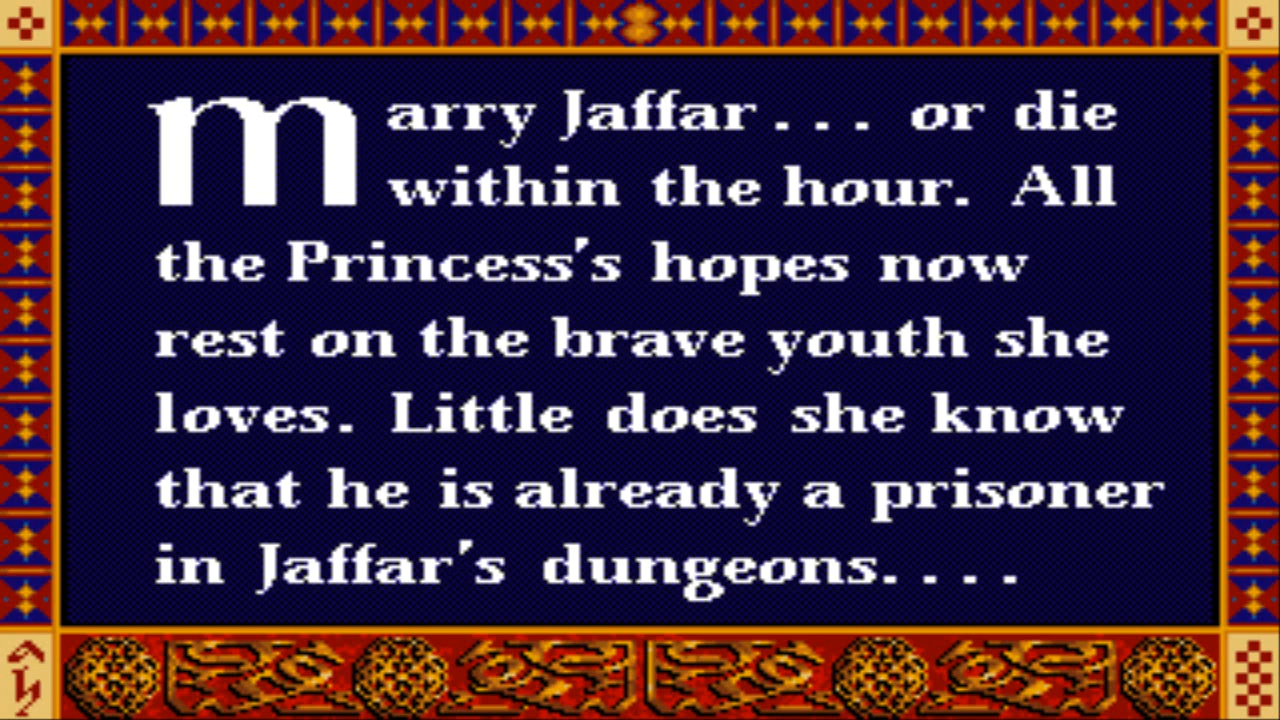 marry Jaffar... or die
within the hour. All
the Princess's hopes now
rest on the brave youth she
loves. Little does she know
that he is already a prisoner
in Jaffar's dungeons....